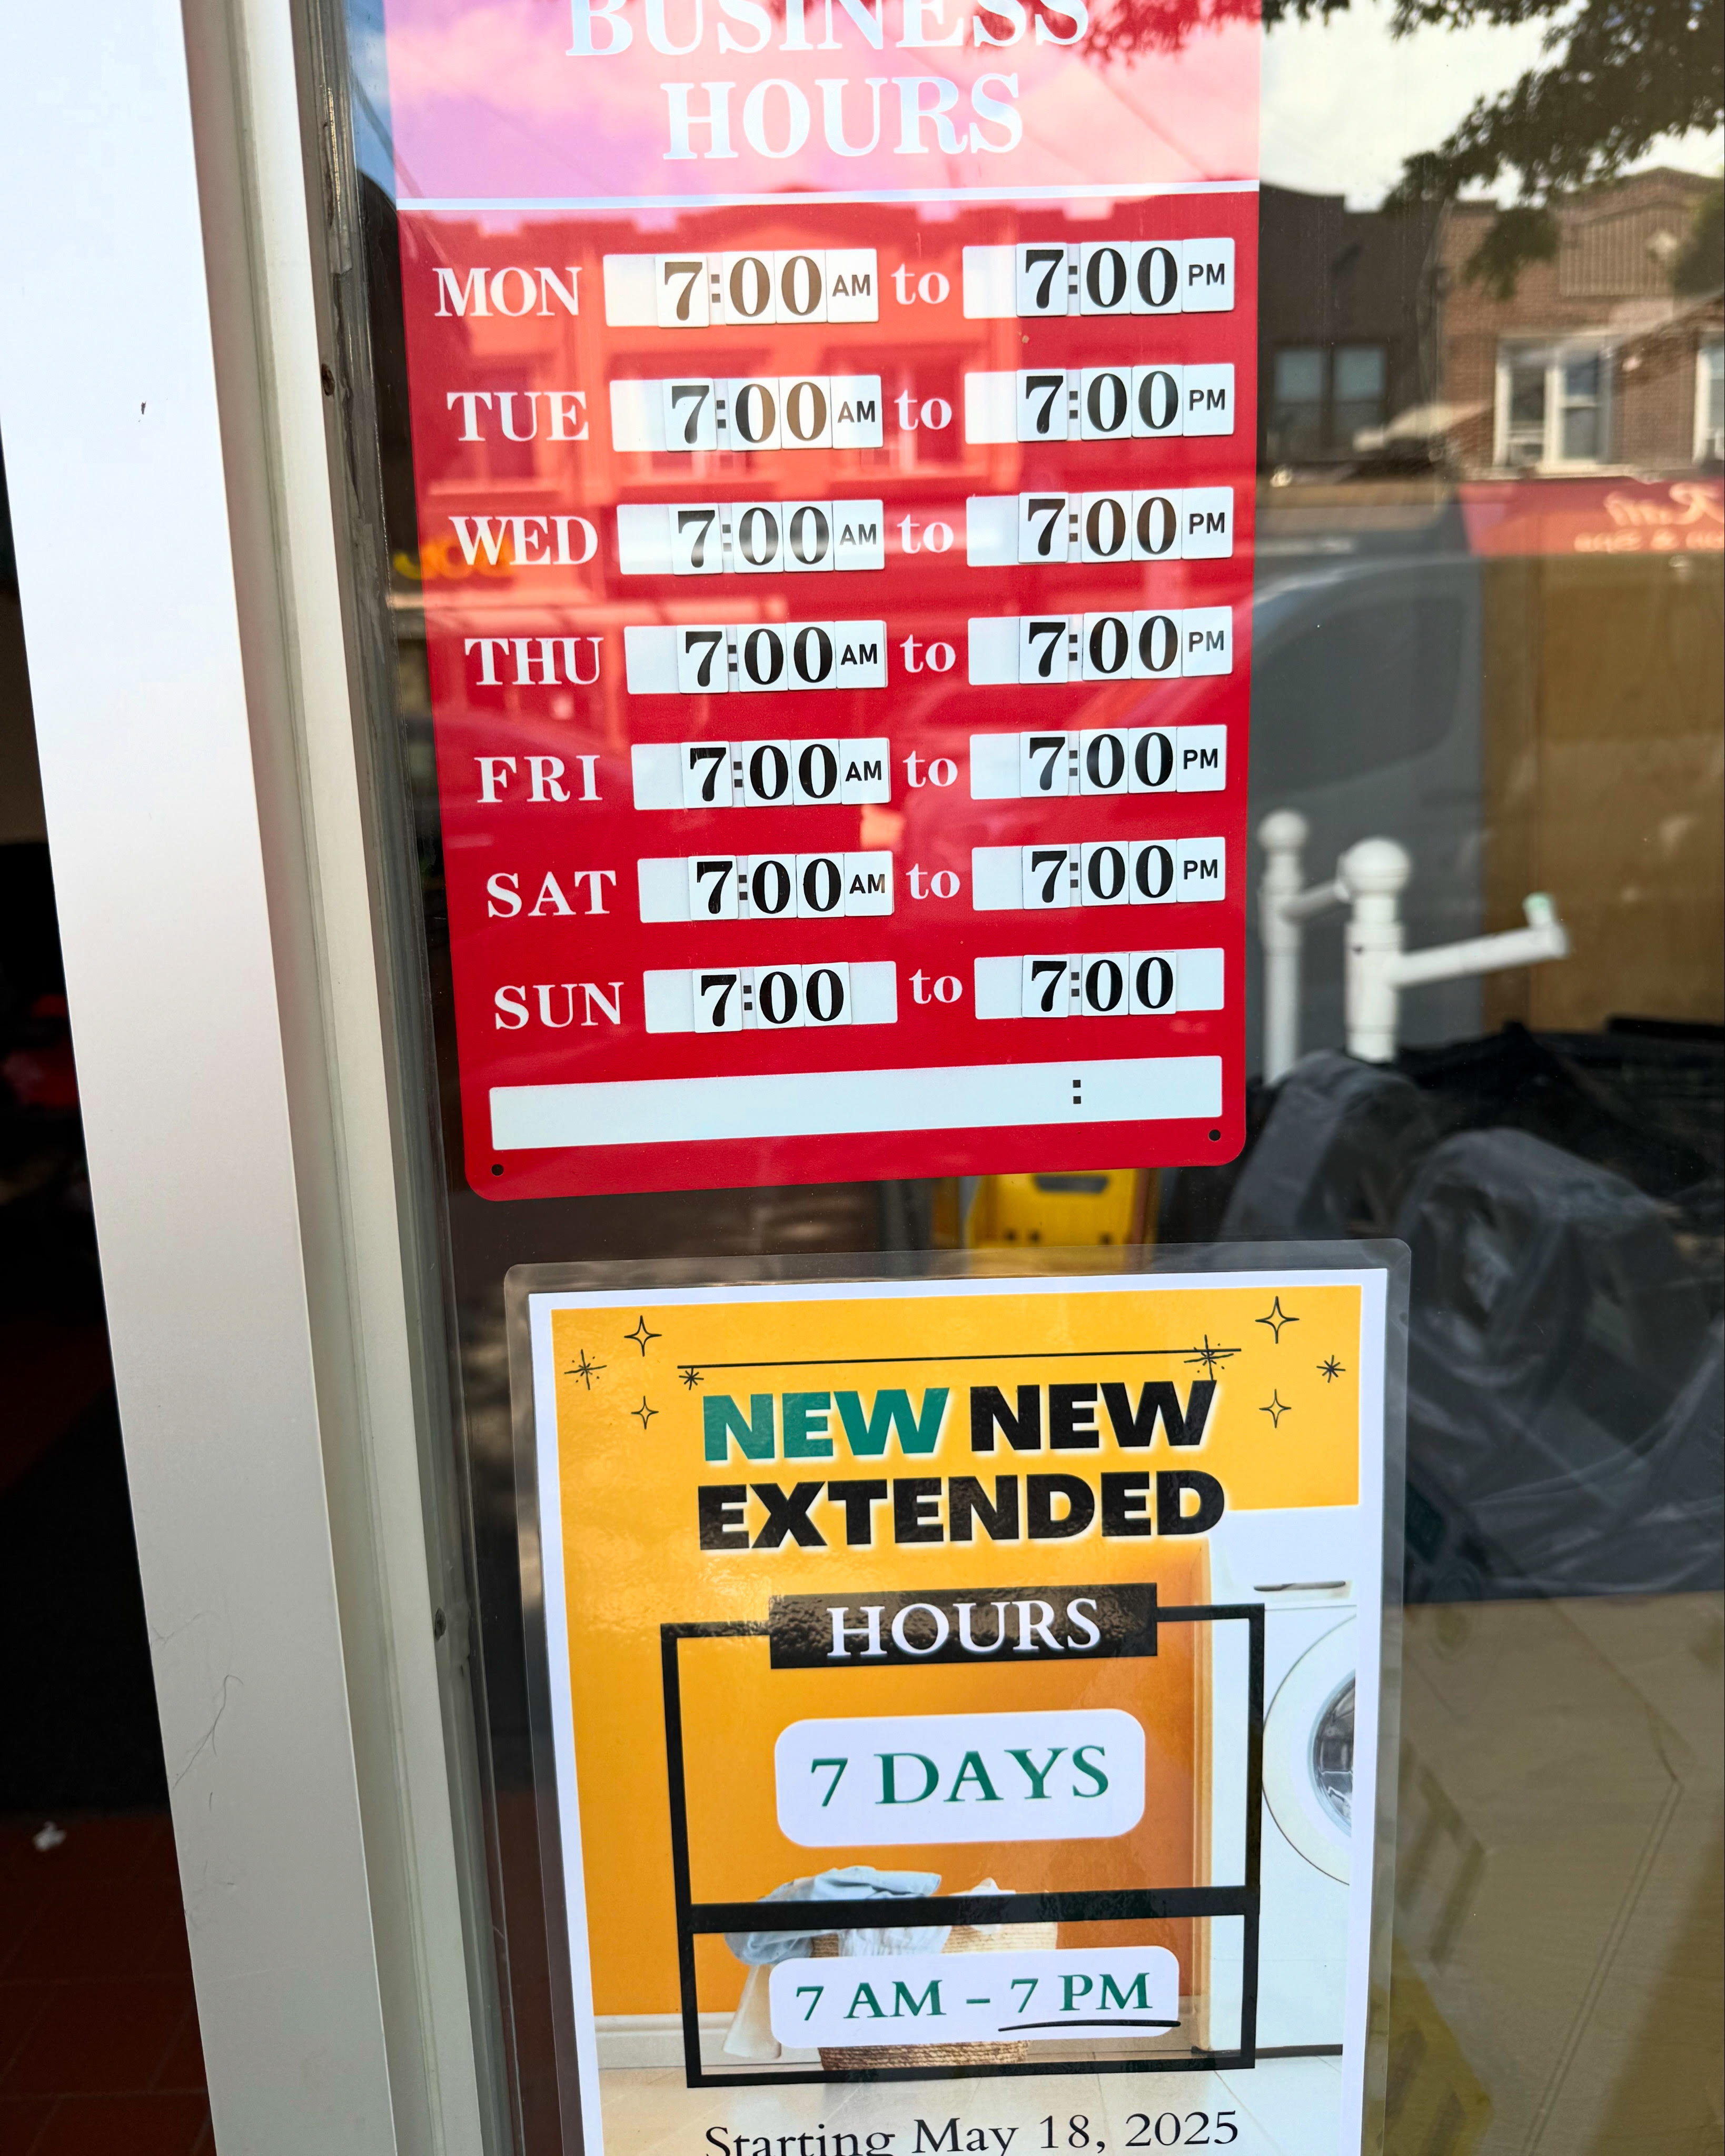 BUSINESS
HOURS
MON 7:00 AM to 7:00 PM
TUE 7:00 AM to 7:00 PM
WED 7:00 AM to 7:00 PM
THU 7:00 AM to 7:00 PM
FRI 7:00 AM to 7:00 PM
SAT 7:00 AM to 7:00 PM
SUN 7:00 to 7:00
:
NEW NEW
EXTENDED
HOURS
7 DAYS
7 AM - 7 PM
Starting May 18, 2025